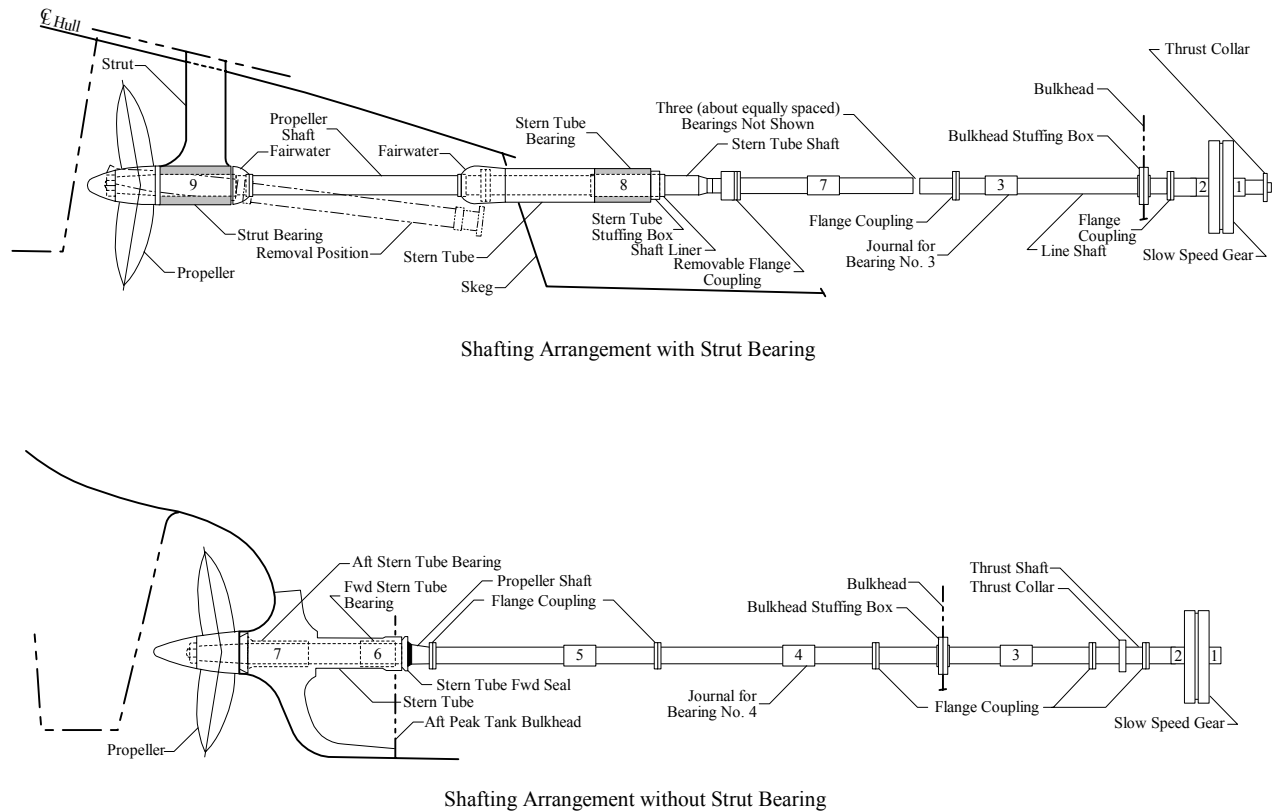 ℄ Hull
Strut
Propeller
Shaft
Fairwater
Fairwater
Stern Tube
Bearing
Three (about equally spaced)
Bearings Not Shown
Stern Tube Shaft
Bulkhead
Bulkhead Stuffing Box
Thrust Collar
9
8
7
3
2
1
Strut Bearing
Removal Position
Propeller
Stern Tube
Skeg
Stern Tube
Stuffing Box
Shaft Liner
Removable Flange
Coupling
Flange Coupling
Journal for
Bearing No. 3
Flange
Coupling
Line Shaft
Slow Speed Gear
Shafting Arrangement with Strut Bearing
Aft Stern Tube Bearing
Fwd Stern Tube
Bearing
Propeller Shaft
Flange Coupling
Bulkhead
Bulkhead Stuffing Box
Thrust Shaft
Thrust Collar
7
6
5
4
3
2
1
Stern Tube Fwd Seal
Stern Tube
Aft Peak Tank Bulkhead
Propeller
Journal for
Bearing No. 4
Flange Coupling
Slow Speed Gear
Shafting Arrangement without Strut Bearing